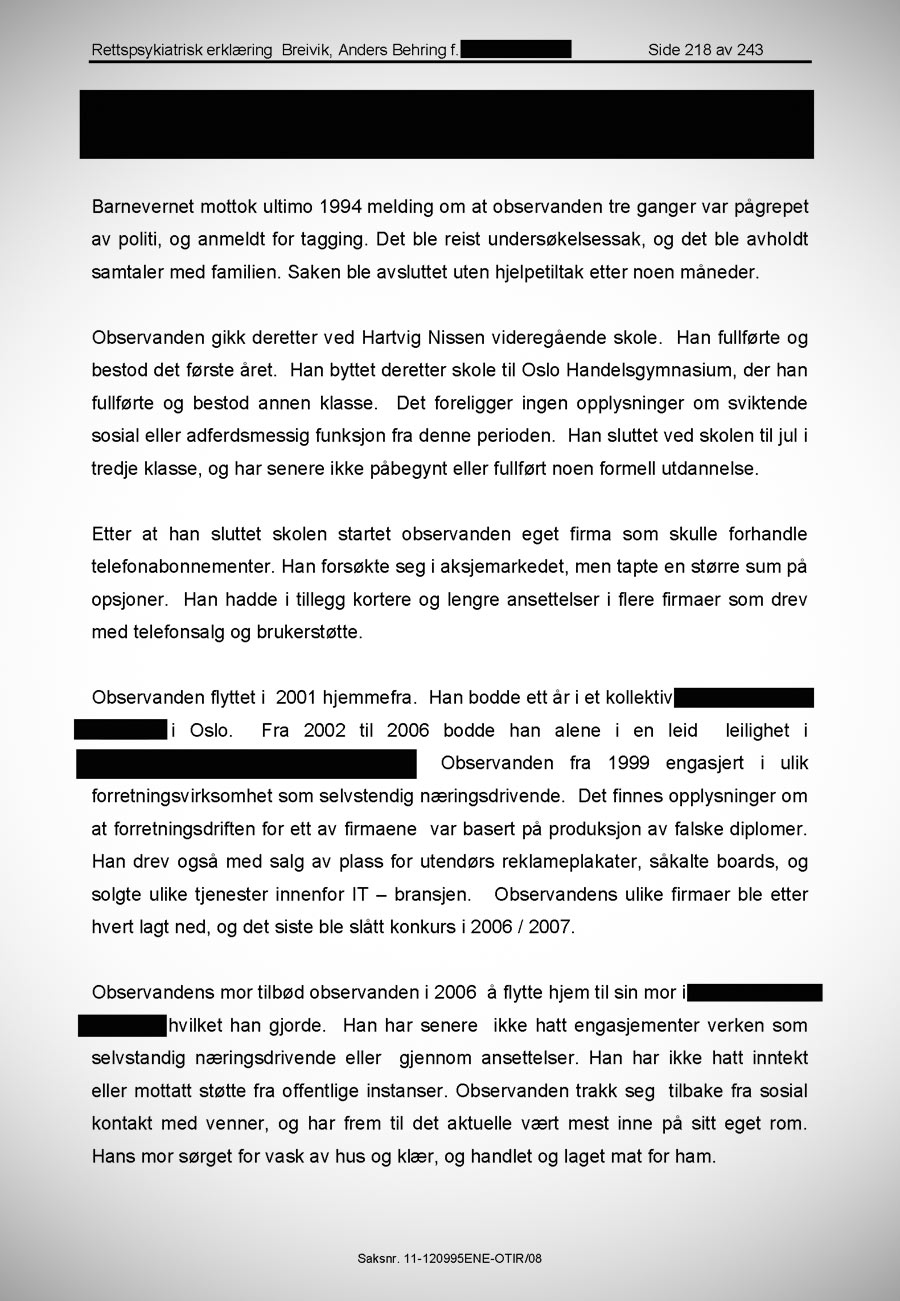 Rettspsykiatrisk erklæring Breivik, Anders Behring f. Side 218 av 243
Barnevernet mottok ultimo 1994 melding om at observanden tre ganger var pågrepet
av politi, og anmeldt for tagging. Det ble reist undersøkelsessak, og det ble avholdt
samtaler med familien. Saken ble avsluttet uten hjelpetiltak etter noen måneder.
Observanden gikk deretter ved Hartvig Nissen videregående skole. Han fullførte og
bestod det første året. Han byttet deretter skole til Oslo Handelsgymnasium, der han
fullførte og bestod annen klasse. Det foreligger ingen opplysninger om sviktende
sosial eller adferdsmessig funksjon fra denne perioden. Han sluttet ved skolen til jul i
tredje klasse, og har senere ikke påbegynt eller fullført noen formell utdannelse.
Etter at han sluttet skolen startet observanden eget firma som skulle forhandle
telefonabonnementer. Han forsøkte seg i aksjemarkedet, men tapte en større sum på
opsjoner. Han hadde i tillegg kortere og lengre ansettelser i flere firmaer som drev
med telefonsalg og brukerstøtte.
Observanden flyttet i 2001 hjemmefra. Han bodde ett år i et kollektiv
i Oslo. Fra 2002 til 2006 bodde han alene i en leid leilighet i
Observanden fra 1999 engasjert i ulik
forretningsvirksomhet som selvstendig næringsdrivende. Det finnes opplysninger om
at forretningsdriften for ett av firmaene var basert på produksjon av falske diplomer.
Han drev også med salg av plass for utendørs reklameplakater, såkalte boards, og
solgte ulike tjenester innenfor IT – bransjen. Observandens ulike firmaer ble etter
hvert lagt ned, og det siste ble slått konkurs i 2006 / 2007.
Observandens mor tilbød observanden i 2006 å flytte hjem til sin mor i
hvilket han gjorde. Han har senere ikke hatt engasjementer verken som
selvstandig næringsdrivende eller gjennom ansettelser. Han har ikke hatt inntekt
eller mottatt støtte fra offentlige instanser. Observanden trakk seg tilbake fra sosial
kontakt med venner, og har frem til det aktuelle vært mest inne på sitt eget rom.
Hans mor sørget for vask av hus og klær, og handlet og laget mat for ham.
Saksnr. 11-120995ENE-OTIR/08